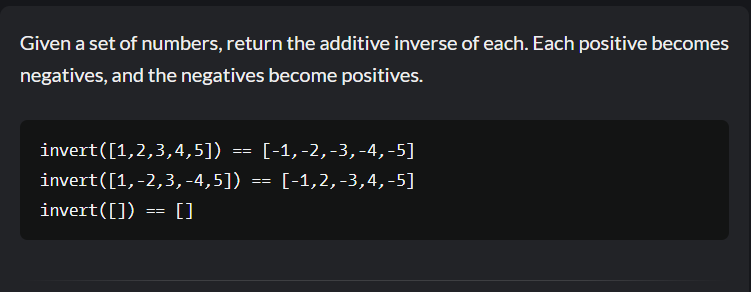 Given a set of numbers, return the additive inverse of each. Each positive becomes
negatives, and the negatives become positives.
invert([1,2,3,4,5]) == [-1,-2,-3,-4,-5]
invert([1,-2,3,-4,5]) == [-1,2,-3,4,-5]
invert([]) == []